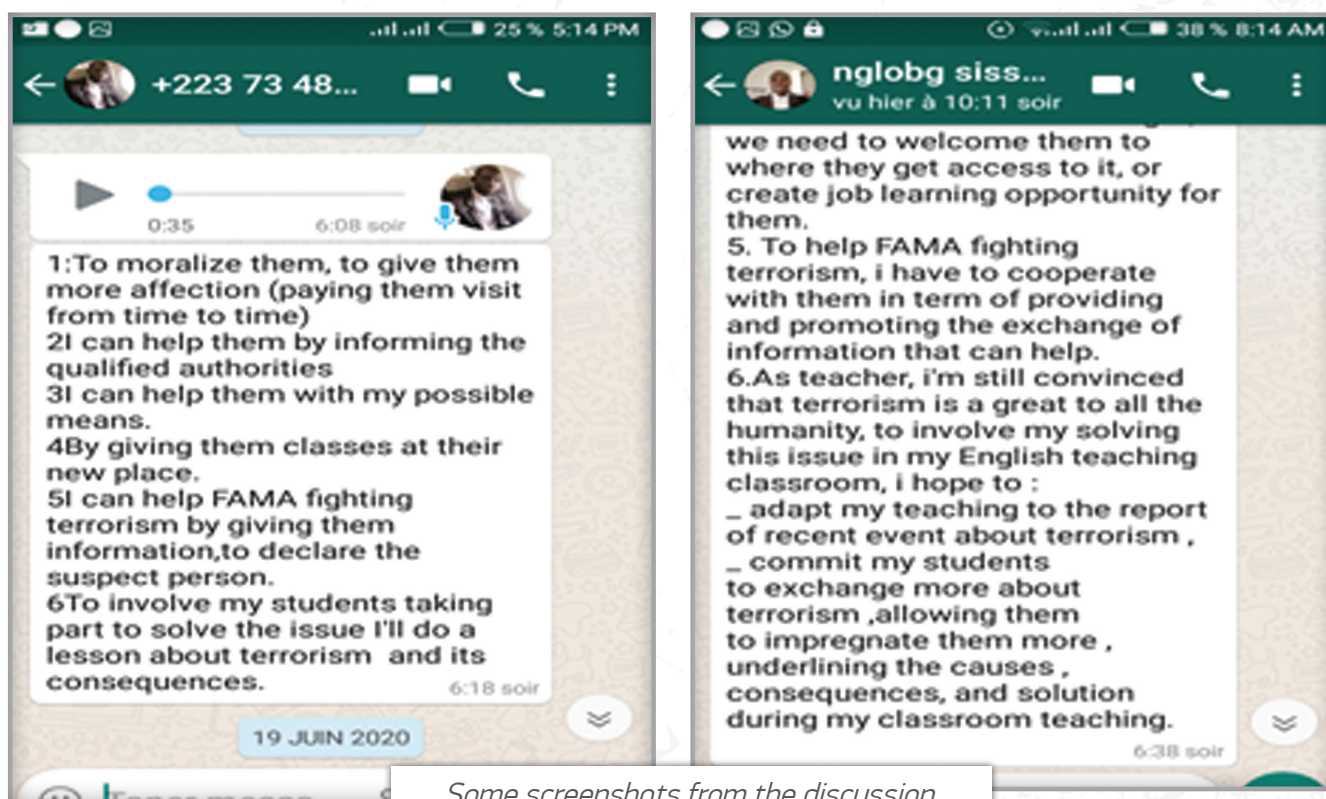 25 % 5:14 PM
+223 73 48...
0:35 6:08 soir
1:To moralize them, to give them
more affection (paying them visit
from time to time)
2I can help them by informing the
qualified authorities
3I can help them with my possible
means.
4By giving them classes at their
new place.
5I can help FAMA fighting
terrorism by giving them
information,to declare the
suspect person.
6To involve my students taking
part to solve the issue I'll do a
lesson about terrorism and its
consequences.
6:18 soir
19 JUIN 2020
38 % 8:14 AM
nglobg siss...
vu hier à 10:11 soir
we need to welcome them to
where they get access to it, or
create job learning opportunity for
them.
5. To help FAMA fighting
terrorism, i have to cooperate
with them in term of providing
and promoting the exchange of
information that can help.
6.As teacher, i'm still convinced
that terrorism is a great to all the
humanity, to involve my solving
this issue in my English teaching
classroom, i hope to :
_ adapt my teaching to the report
of recent event about terrorism ,
_ commit my students
to exchange more about
terrorism ,allowing them
to impregnate them more ,
underlining the causes ,
consequences, and solution
during my classroom teaching.
6:38 soir
Some screenshots from the discussion